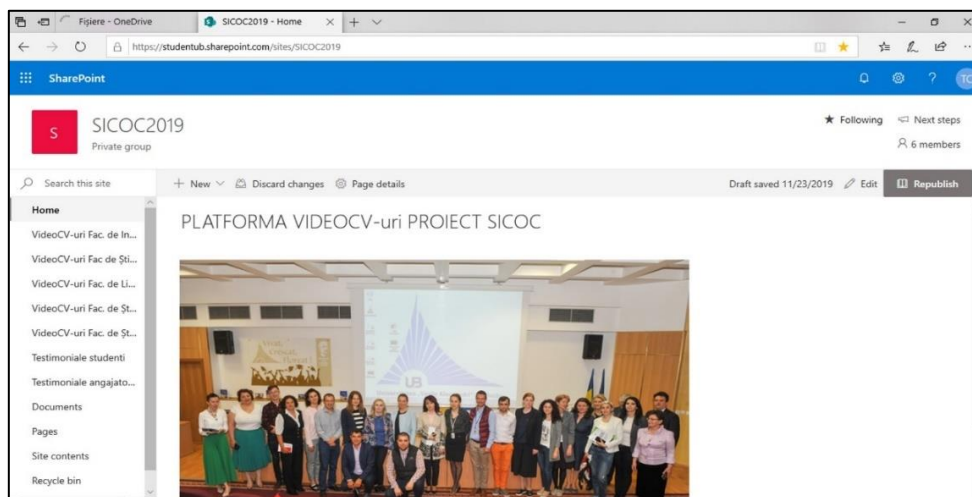 Fișiere - OneDrive
SICOC2019 - Home
https://studentub.sharepoint.com/sites/SICOC2019
SharePoint
TC
S
SICOC2019
Private group
Following
Next steps
6 members
Search this site
New
Discard changes
Page details
Draft saved 11/23/2019
Edit
Republish
Home
VideoCV-uri Fac. de In...
VideoCV-uri Fac de Ști...
VideoCV-uri Fac. de Li...
VideoCV-uri Fac. de Șt...
VideoCV-uri Fac. de Șt...
Testimoniale studenti
Testimoniale angajato...
Documents
Pages
Site contents
Recycle bin
PLATFORMA VIDEOCV-uri PROIECT SICOC
UB